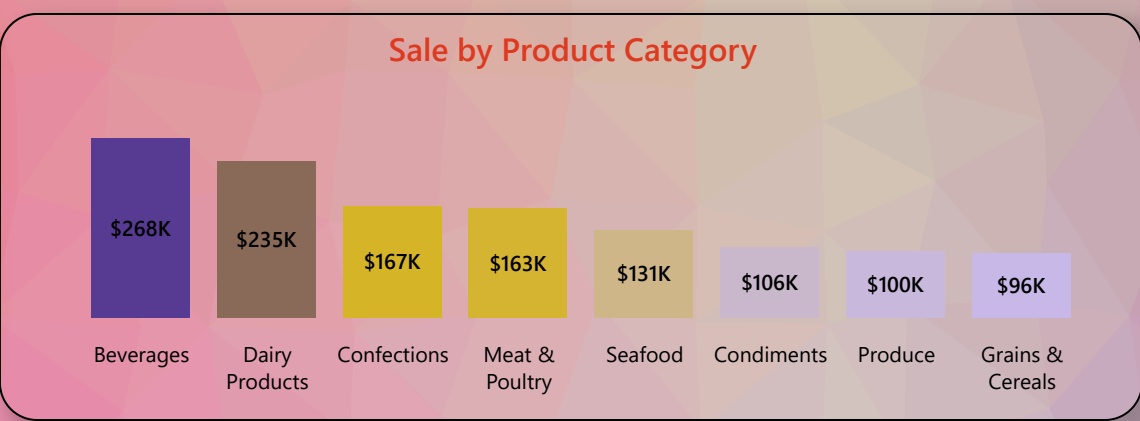 Sale by Product Category
$268K
$235K
$167K
$163K
$131K
$106K
$100K
$96K
Beverages
Dairy
Products
Confections
Meat &
Poultry
Seafood
Condiments
Produce
Grains &
Cereals